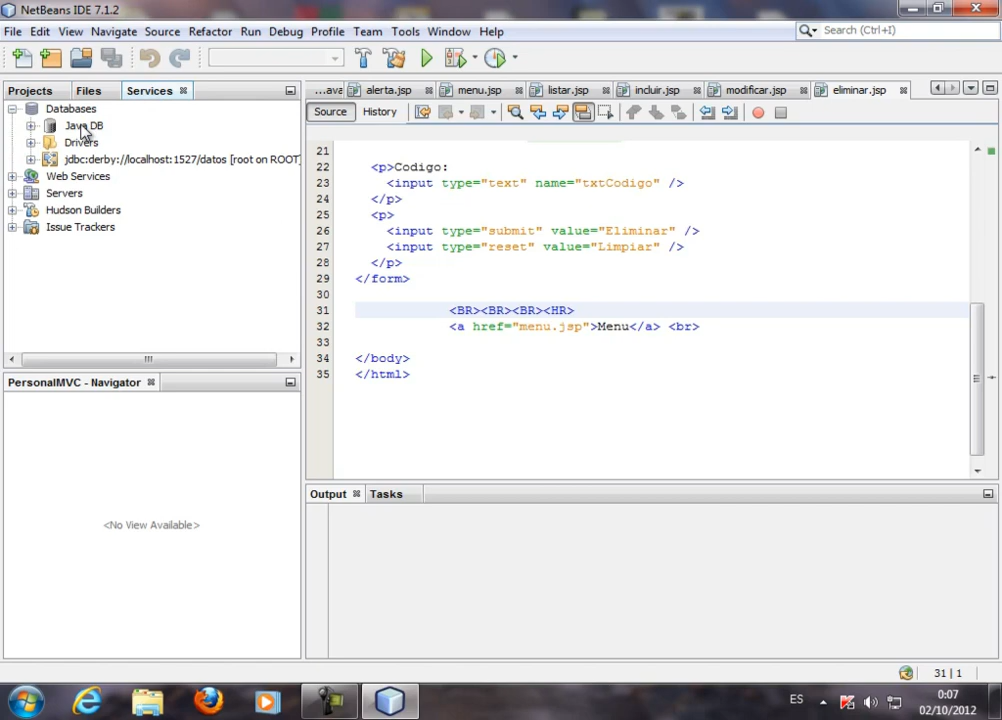 NetBeans IDE 7.1.2
File Edit View Navigate Source Refactor Run Debug Profile Team Tools Window Help
Search (Ctrl+I)
Projects Files Services
...ava alerta.jsp menu.jsp listar.jsp incluir.jsp modificar.jsp eliminar.jsp
Source History
Databases
Java DB
Drivers
jdbc:derby://localhost:1527/datos [root on ROOT]
Web Services
Servers
Hudson Builders
Issue Trackers
PersonalMVC - Navigator
<No View Available>
21
22 <p>Codigo:
23 <input type="text" name="txtCodigo" />
24 </p>
25 <p>
26 <input type="submit" value="Eliminar" />
27 <input type="reset" value="Limpiar" />
28 </p>
29 </form>
30
31 <BR><BR><BR><HR>
32 <a href="menu.jsp">Menu</a> <br>
33
34 </body>
35 </html>
Output Tasks
31 | 1
ES
0:07
02/10/2012